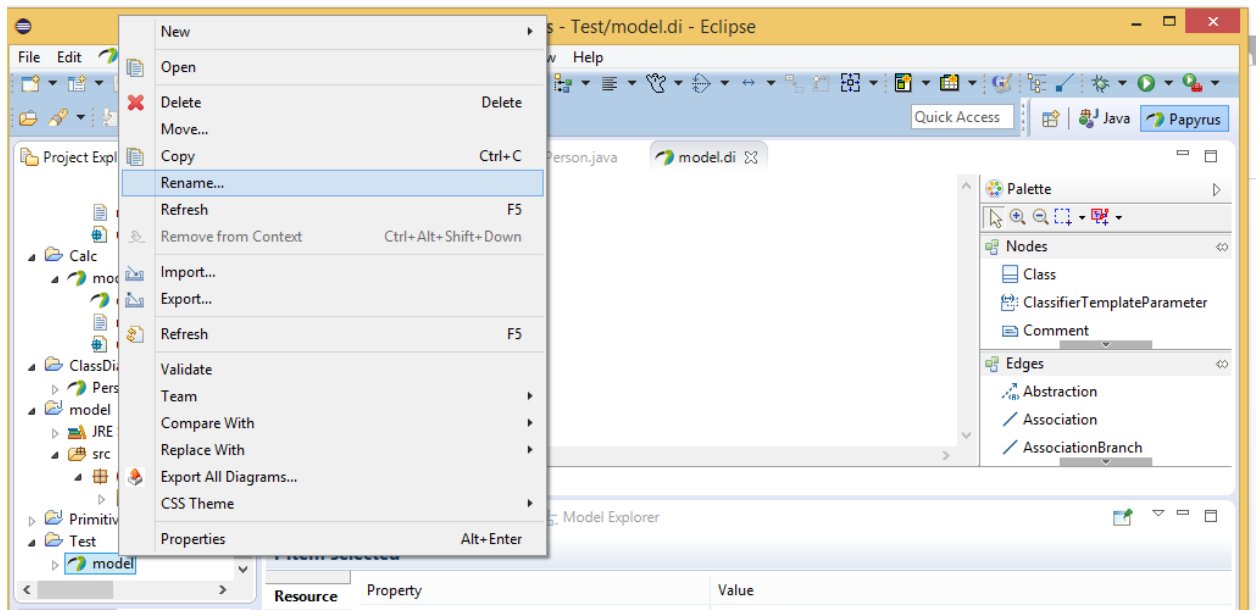 s - Test/model.di - Eclipse
File Edit w Help
Quick Access Java Papyrus
Project Expl Person.java model.di
New
Open
Delete Delete
Move...
Copy Ctrl+C
Rename...
Refresh F5
Remove from Context Ctrl+Alt+Shift+Down
Import...
Export...
Refresh F5
Validate
Team
Compare With
Replace With
Export All Diagrams...
CSS Theme
Properties Alt+Enter
Calc
mod
ClassDia
Pers
model
JRE
src
Primitiv
Test
model
Palette
Nodes
Class
ClassifierTemplateParameter
Comment
Edges
Abstraction
Association
AssociationBranch
Model Explorer
Resource Property Value